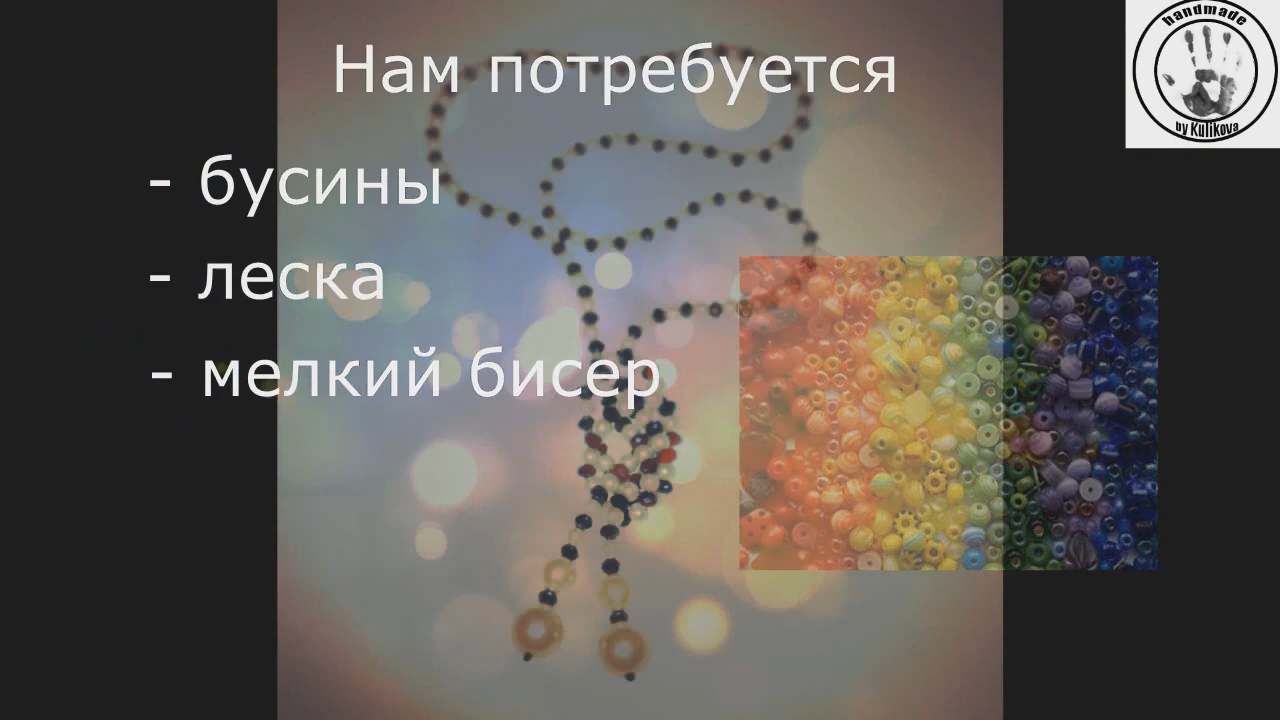 Нам потребуется
- бусины
- леска
- мелкий бисер
handmade
by Kulikova